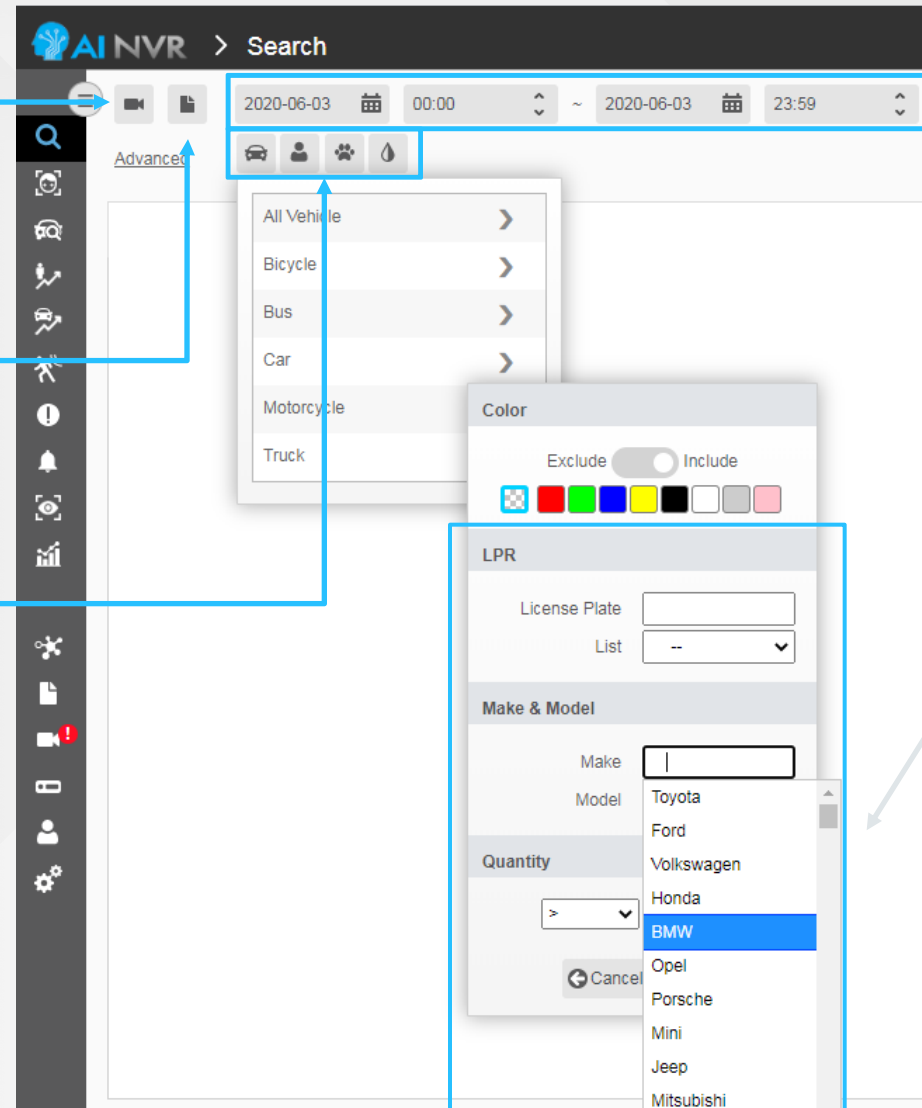 AI NVR > Search
2020-06-03 00:00 ~ 2020-06-03 23:59
Advanced
All Vehicle
Bicycle
Bus
Car
Motorcycle
Truck
Color
Exclude Include
LPR
License Plate
List --
Make & Model
Make
Model
Toyota
Ford
Volkswagen
Honda
BMW
Opel
Porsche
Mini
Jeep
Mitsubishi
Quantity
>
Cancel